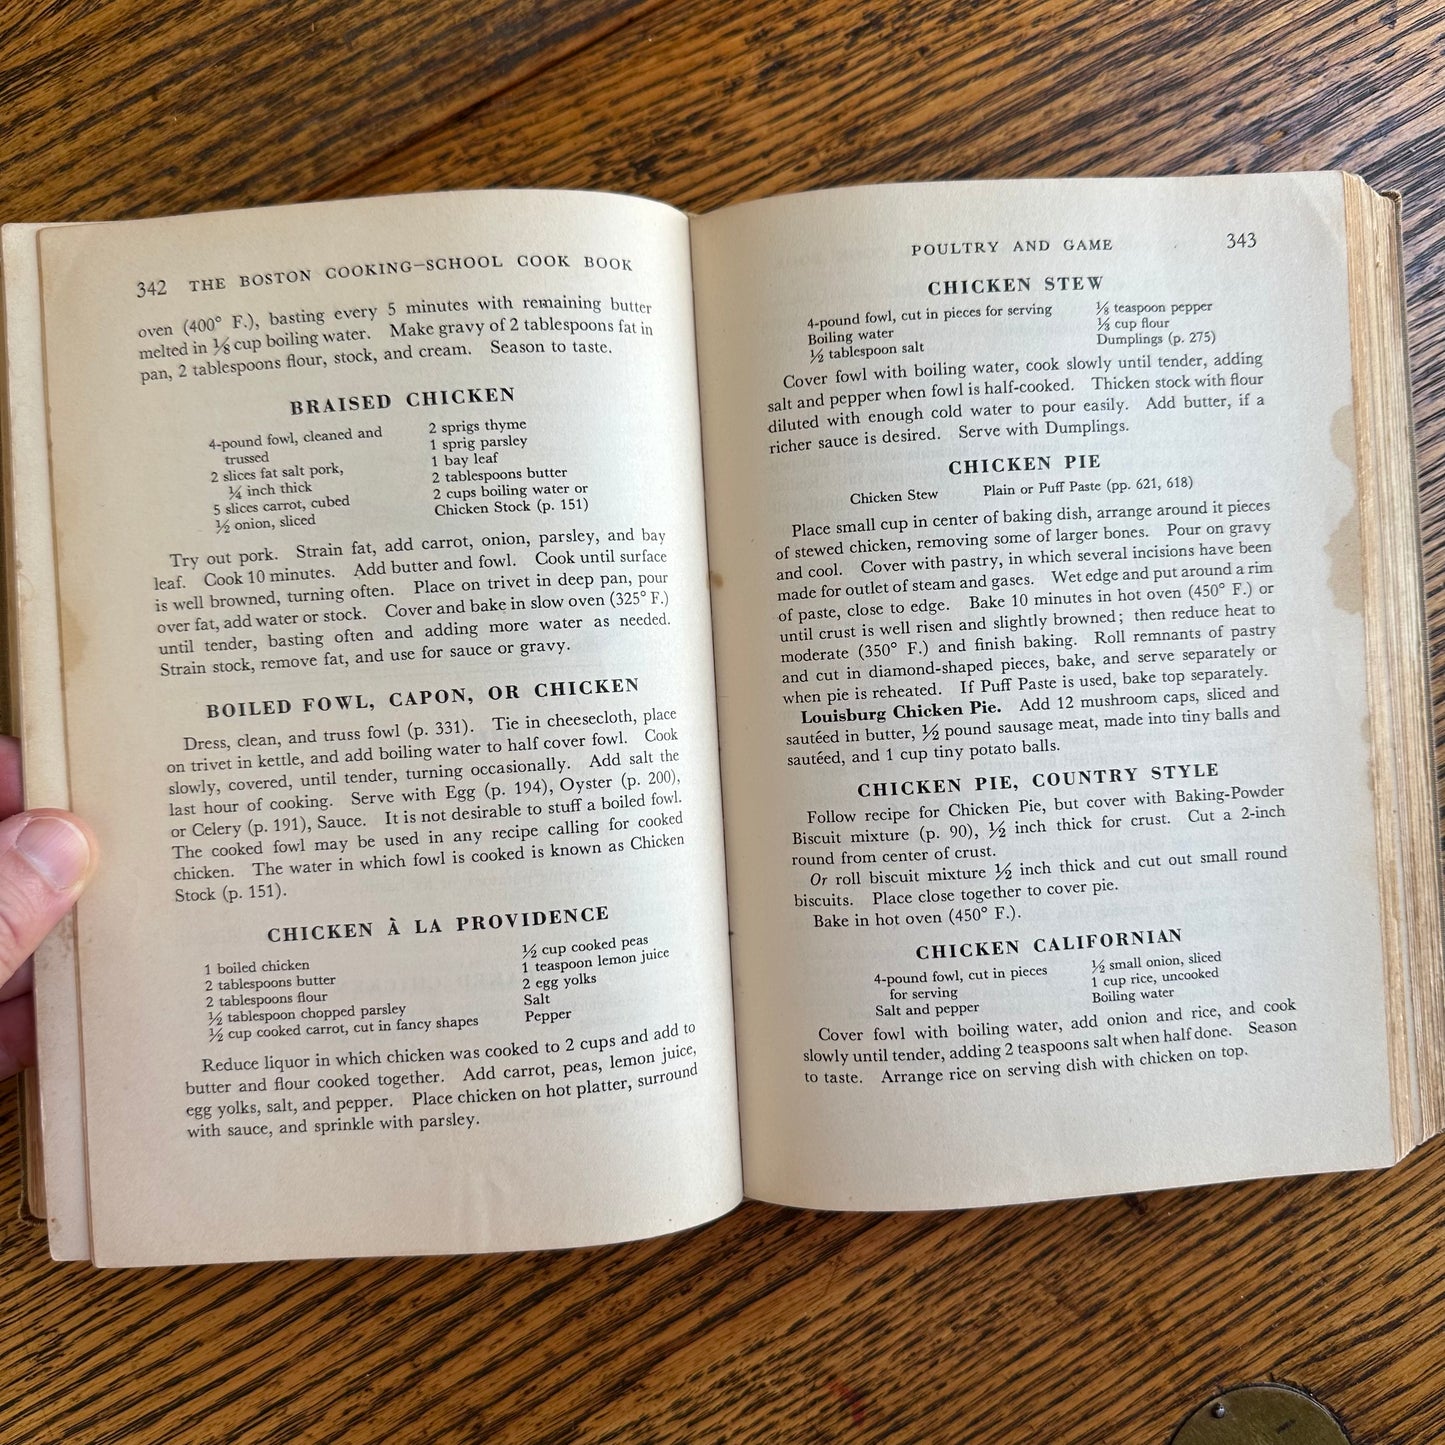 342 THE BOSTON COOKING–SCHOOL COOK BOOK
oven (400° F.), basting every 5 minutes with remaining butter
melted in ⅛ cup boiling water. Make gravy of 2 tablespoons fat in
pan, 2 tablespoons flour, stock, and cream. Season to taste.
BRAISED CHICKEN
4-pound fowl, cleaned and
trussed
2 slices fat salt pork,
¼ inch thick
5 slices carrot, cubed
½ onion, sliced
2 sprigs thyme
1 sprig parsley
1 bay leaf
2 tablespoons butter
2 cups boiling water or
Chicken Stock (p. 151)
Try out pork. Strain fat, add carrot, onion, parsley, and bay
leaf. Cook 10 minutes. Add butter and fowl. Cook until surface
is well browned, turning often. Place on trivet in deep pan, pour
over fat, add water or stock. Cover and bake in slow oven (325° F.)
until tender, basting often and adding more water as needed.
Strain stock, remove fat, and use for sauce or gravy.
BOILED FOWL, CAPON, OR CHICKEN
Dress, clean, and truss fowl (p. 331). Tie in cheesecloth, place
on trivet in kettle, and add boiling water to half cover fowl. Cook
slowly, covered, until tender, turning occasionally. Add salt the
last hour of cooking. Serve with Egg (p. 194), Oyster (p. 200),
or Celery (p. 191), Sauce. It is not desirable to stuff a boiled fowl.
The cooked fowl may be used in any recipe calling for cooked
chicken. The water in which fowl is cooked is known as Chicken
Stock (p. 151).
CHICKEN À LA PROVIDENCE
1 boiled chicken
2 tablespoons butter
2 tablespoons flour
½ tablespoon chopped parsley
½ cup cooked carrot, cut in fancy shapes
½ cup cooked peas
1 teaspoon lemon juice
2 egg yolks
Salt
Pepper
Reduce liquor in which chicken was cooked to 2 cups and add to
butter and flour cooked together. Add carrot, peas, lemon juice,
egg yolks, salt, and pepper. Place chicken on hot platter, surround
with sauce, and sprinkle with parsley.
POULTRY AND GAME 343
CHICKEN STEW
4-pound fowl, cut in pieces for serving
Boiling water
½ tablespoon salt
⅛ teaspoon pepper
⅓ cup flour
Dumplings (p. 275)
Cover fowl with boiling water, cook slowly until tender, adding
salt and pepper when fowl is half-cooked. Thicken stock with flour
diluted with enough cold water to pour easily. Add butter, if a
richer sauce is desired. Serve with Dumplings.
CHICKEN PIE
Chicken Stew Plain or Puff Paste (pp. 621, 618)
Place small cup in center of baking dish, arrange around it pieces
of stewed chicken, removing some of larger bones. Pour on gravy
and cool. Cover with pastry, in which several incisions have been
made for outlet of steam and gases. Wet edge and put around a rim
of paste, close to edge. Bake 10 minutes in hot oven (450° F.) or
until crust is well risen and slightly browned; then reduce heat to
moderate (350° F.) and finish baking. Roll remnants of pastry
and cut in diamond-shaped pieces, bake, and serve separately or
when pie is reheated. If Puff Paste is used, bake top separately.
Louisburg Chicken Pie. Add 12 mushroom caps, sliced and
sautéed in butter, ½ pound sausage meat, made into tiny balls and
sautéed, and 1 cup tiny potato balls.
CHICKEN PIE, COUNTRY STYLE
Follow recipe for Chicken Pie, but cover with Baking-Powder
Biscuit mixture (p. 90), ½ inch thick for crust. Cut a 2-inch
round from center of crust.
Or roll biscuit mixture ½ inch thick and cut out small round
biscuits. Place close together to cover pie.
Bake in hot oven (450° F.).
CHICKEN CALIFORNIAN
4-pound fowl, cut in pieces
for serving
Salt and pepper
½ small onion, sliced
1 cup rice, uncooked
Boiling water
Cover fowl with boiling water, add onion and rice, and cook
slowly until tender, adding 2 teaspoons salt when half done. Season
to taste. Arrange rice on serving dish with chicken on top.